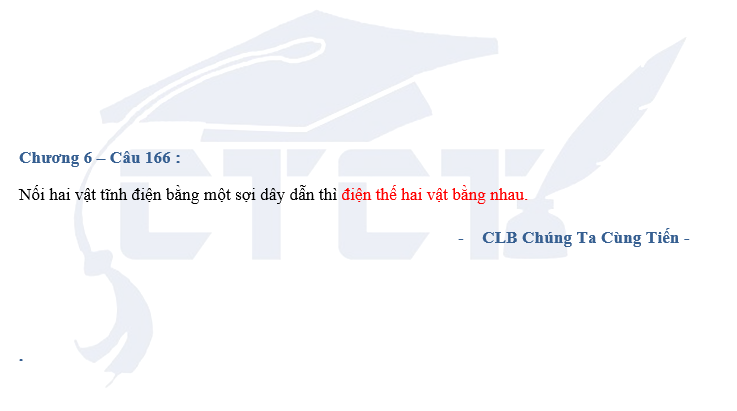 Chương 6 – Câu 166 :
Nối hai vật tĩnh điện bằng một sợi dây dẫn thì điện thế hai vật bằng nhau.
- CLB Chúng Ta Cùng Tiến -
CTCT
.